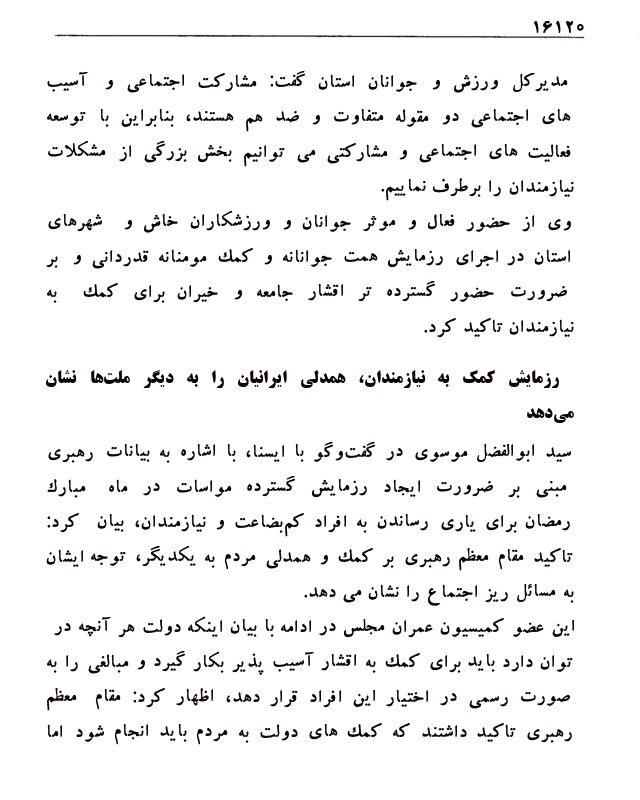 ۱۶۱۲۰
مدیرکل ورزش و جوانان استان گفت: مشارکت اجتماعی و آسیب
های اجتماعی دو مقوله متفاوت و ضد هم هستند، بنابراین با توسعه
فعالیت های اجتماعی و مشارکتی می توانیم بخش بزرگی از مشکلات
نیازمندان را برطرف نماییم.
وی از حضور فعال و موثر جوانان و ورزشکاران خاش و شهرهای
استان در اجرای رزمایش همت جوانانه و کمك مومنانه قدردانی و بر
ضرورت حضور گسترده تر اقشار جامعه و خیران برای کمك به
نیازمندان تاکید کرد.
رزمایش کمک به نیازمندان، همدلی ایرانیان را به دیگر ملت‌ها نشان
می‌دهد
سید ابوالفضل موسوی در گفت‌وگو با ایسنا، با اشاره به بیانات رهبری
مبنی بر ضرورت ایجاد رزمایش گسترده مواسات در ماه مبارك
رمضان برای یاری رساندن به افراد کم‌بضاعت و نیازمندان، بیان کرد:
تاکید مقام معظم رهبری بر کمك و همدلی مردم به یکدیگر، توجه ایشان
به مسائل ریز اجتماع را نشان می دهد.
این عضو کمیسیون عمران مجلس در ادامه با بیان اینکه دولت هر آنچه در
توان دارد باید برای کمك به اقشار آسیب پذیر بکار گیرد و مبالغی را به
صورت رسمی در اختیار این افراد قرار دهد، اظهار کرد: مقام معظم
رهبری تاکید داشتند که کمك های دولت به مردم باید انجام شود اما